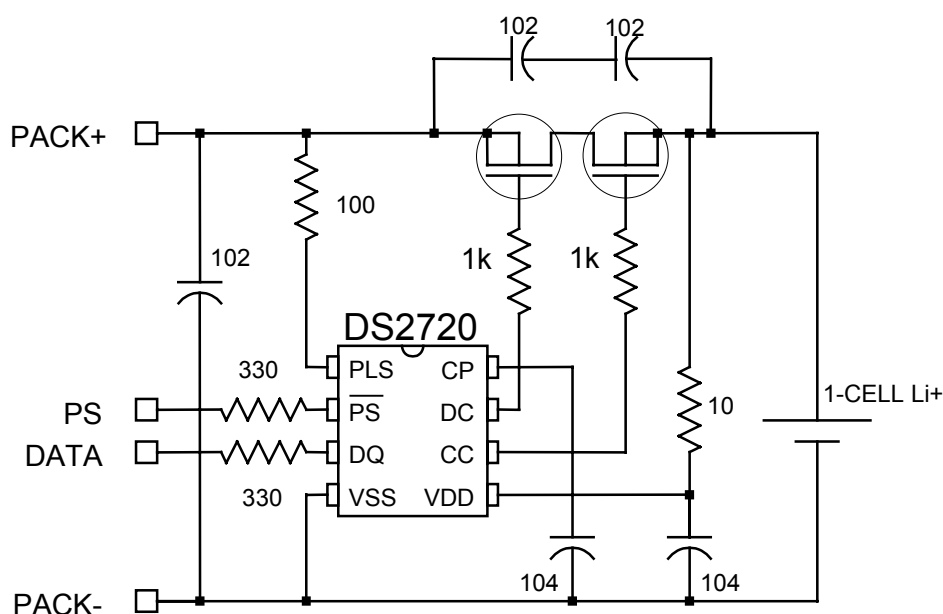 102
102
PACK+
100
1k
1k
102
DS2720
330
PLS
CP
PS
PS
DC
10
1-CELL Li+
DATA
DQ
CC
330
VSS
VDD
104
104
PACK-